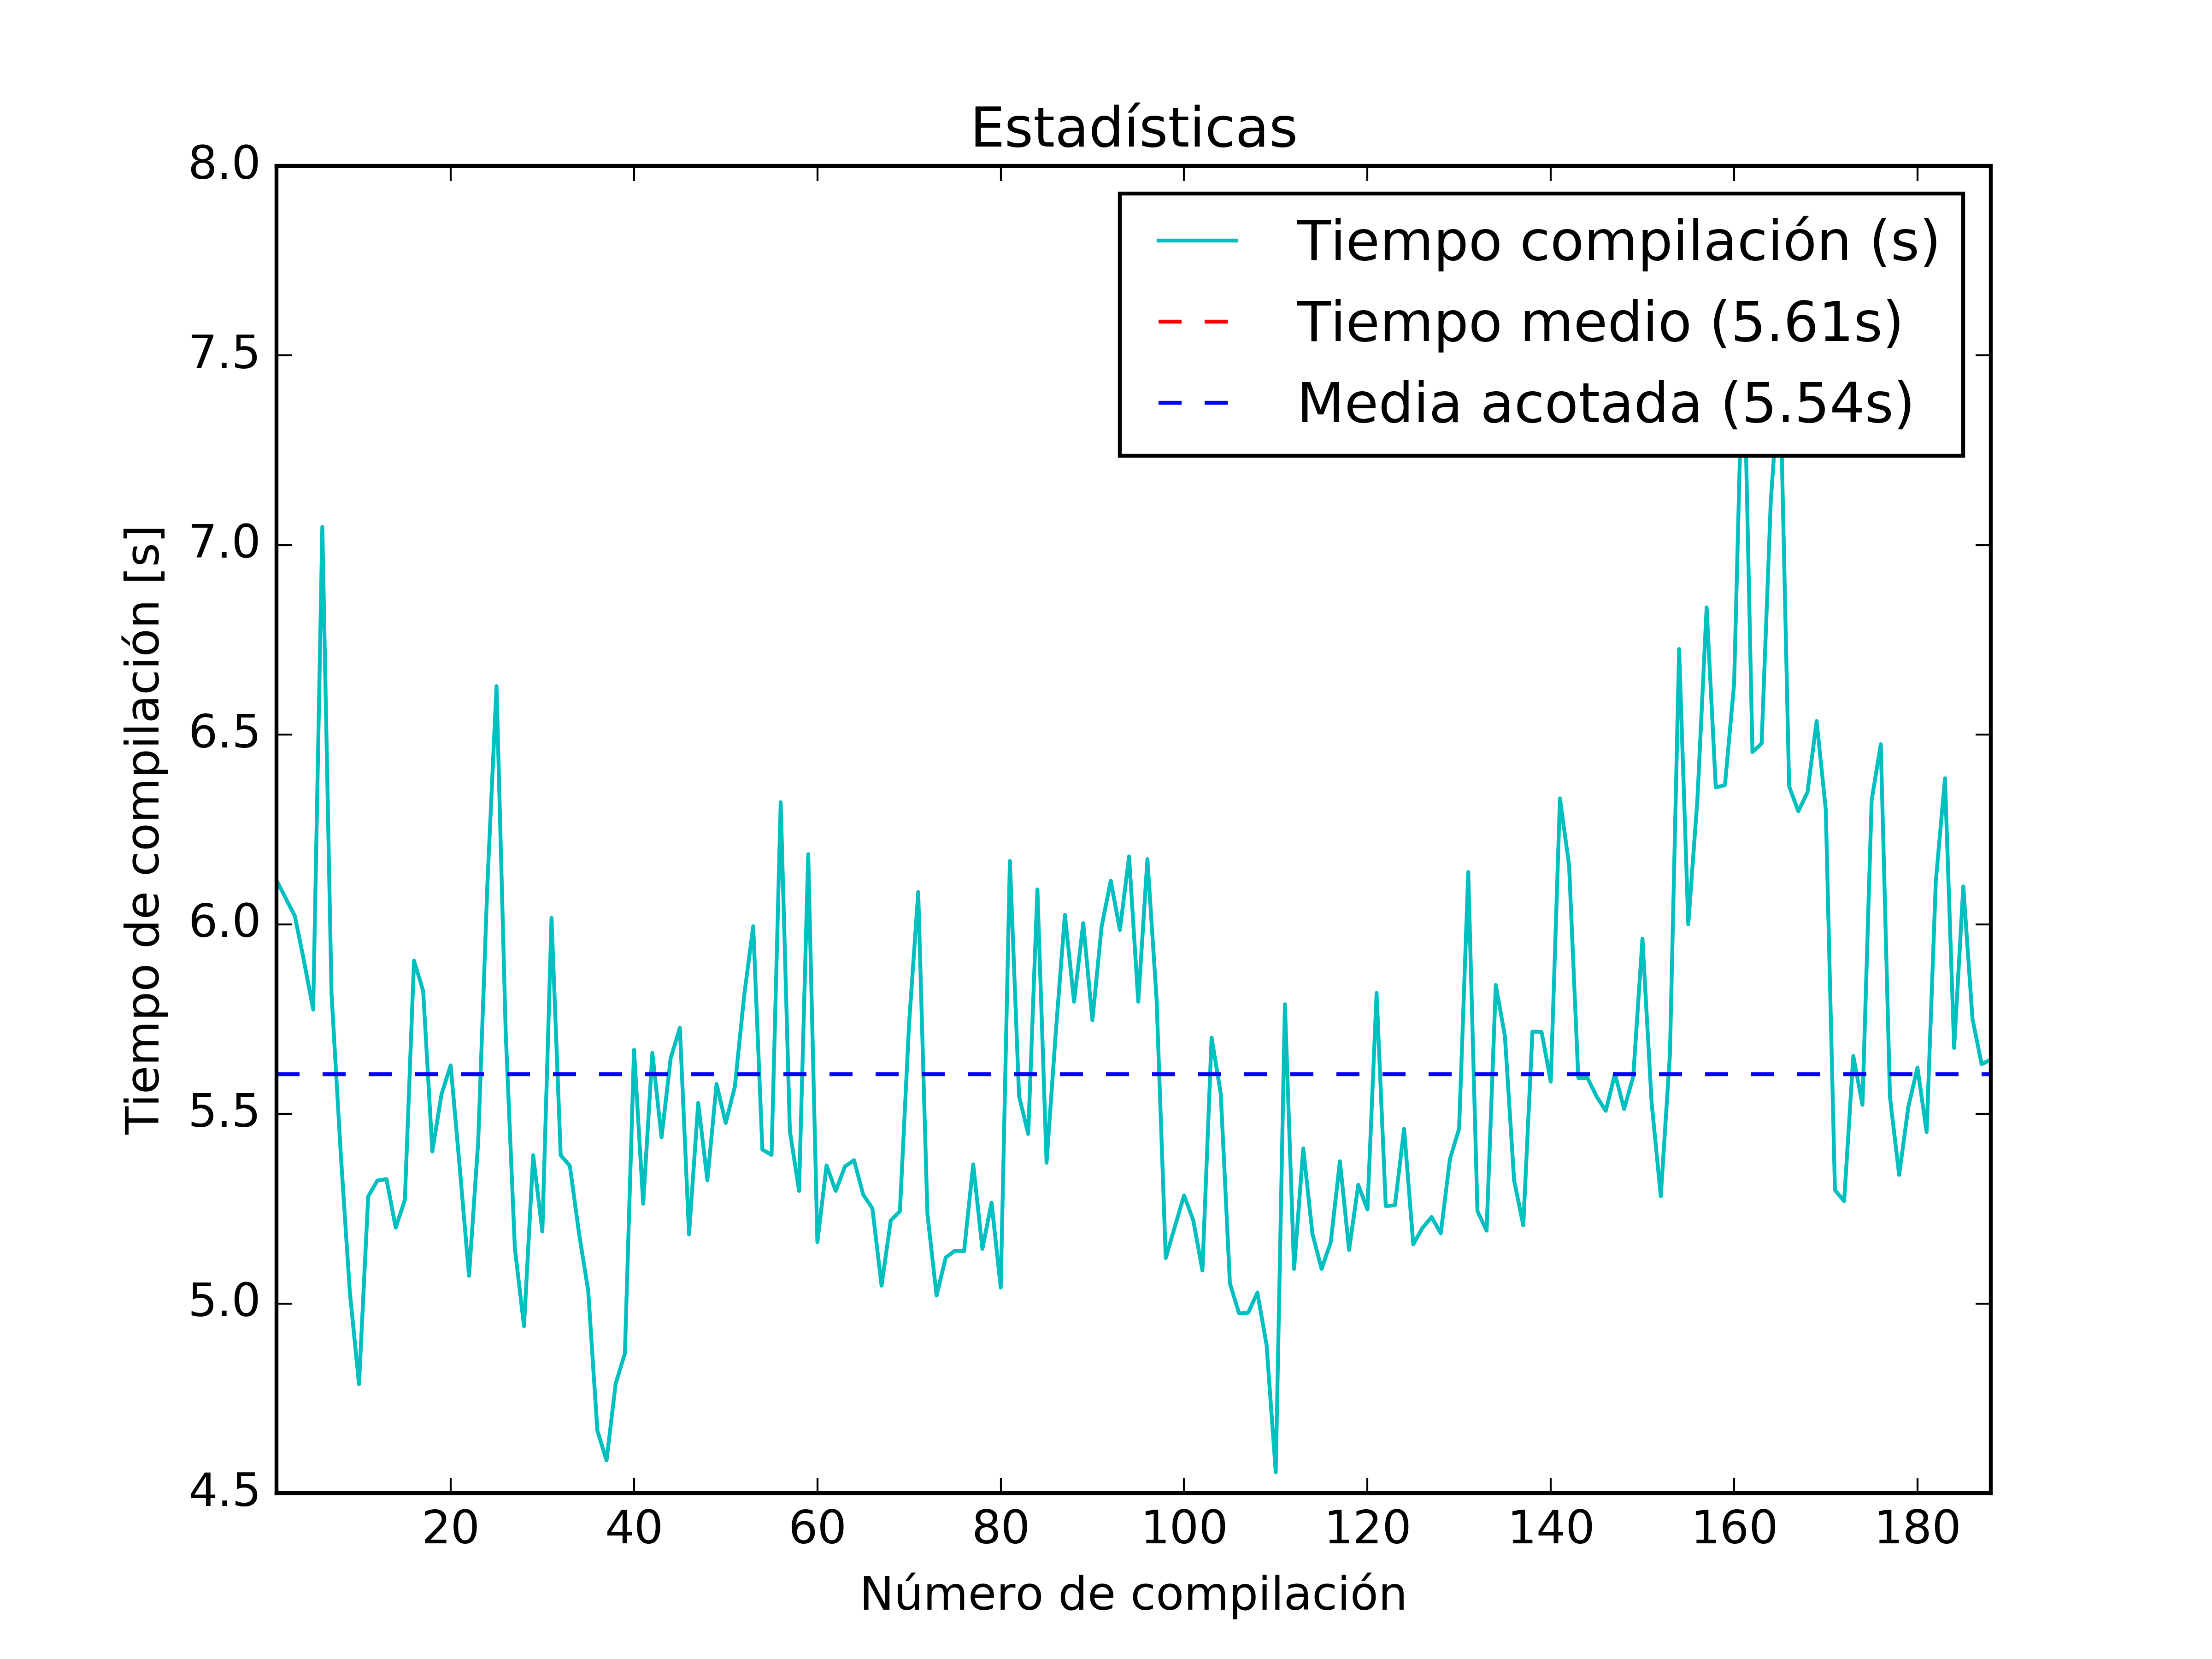 Estadísticas
Tiempo compilación (s)
Tiempo medio (5.61s)
Media acotada (5.54s)
Tiempo de compilación [s]
8.0
7.5
7.0
6.5
6.0
5.5
5.0
4.5
20 40 60 80 100 120 140 160 180
Número de compilación